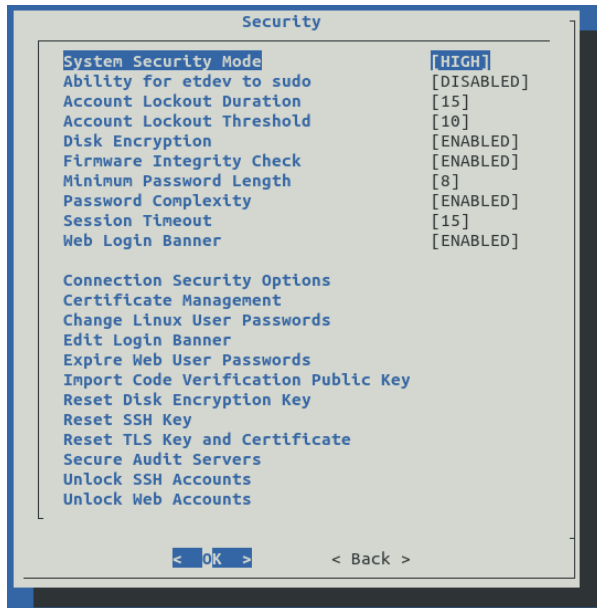 Security
System Security Mode [HIGH]
Ability for etdev to sudo [DISABLED]
Account Lockout Duration [15]
Account Lockout Threshold [10]
Disk Encryption [ENABLED]
Firmware Integrity Check [ENABLED]
Minimum Password Length [8]
Password Complexity [ENABLED]
Session Timeout [15]
Web Login Banner [ENABLED]
Connection Security Options
Certificate Management
Change Linux User Passwords
Edit Login Banner
Expire Web User Passwords
Import Code Verification Public Key
Reset Disk Encryption Key
Reset SSH Key
Reset TLS Key and Certificate
Secure Audit Servers
Unlock SSH Accounts
Unlock Web Accounts
< OK > < Back >